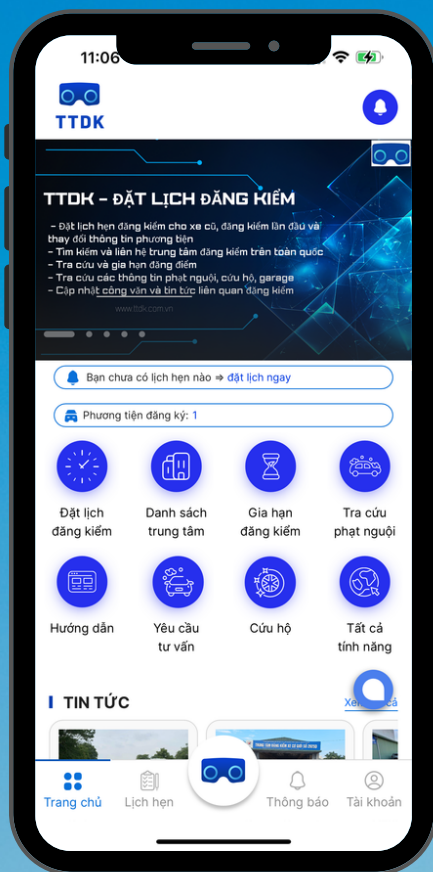 11:06
TTDK
TTDK - ĐẶT LỊCH ĐĂNG KIỂM
- Đặt lịch hẹn đăng kiểm cho xe cũ, đăng kiểm lần đầu và
thay đổi thông tin phương tiện
- Tìm kiếm và liên hệ trung tâm đăng kiểm trên toàn quốc
- Tra cứu và gia hạn đăng điểm
- Tra cứu các thông tin phạt nguội, cứu hộ, garage
- Cập nhật công văn và tin tức liên quan đăng kiểm
www.ttdk.com.vn
Bạn chưa có lịch hẹn nào ⇒ đặt lịch ngay
Phương tiện đăng ký: 1
Đặt lịch
đăng kiểm
Danh sách
trung tâm
Gia hạn
đăng kiểm
Tra cứu
phạt nguội
Hướng dẫn
Yêu cầu
tư vấn
Cứu hộ
Tất cả
tính năng
TIN TỨC
Trang chủ
Lịch hẹn
Thông báo
Tài khoản